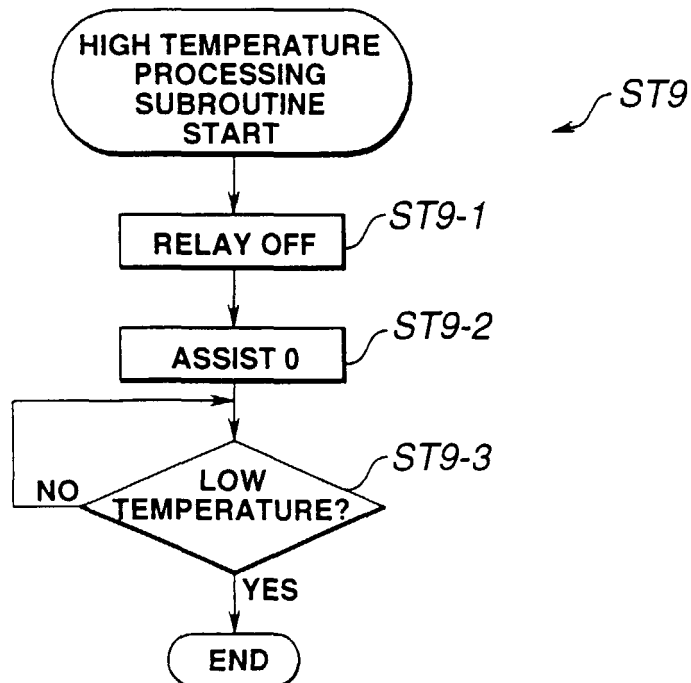 HIGH TEMPERATURE
PROCESSING
SUBROUTINE
START
ST9
RELAY OFF
ST9-1
ASSIST 0
ST9-2
LOW
TEMPERATURE?
ST9-3
NO
YES
END